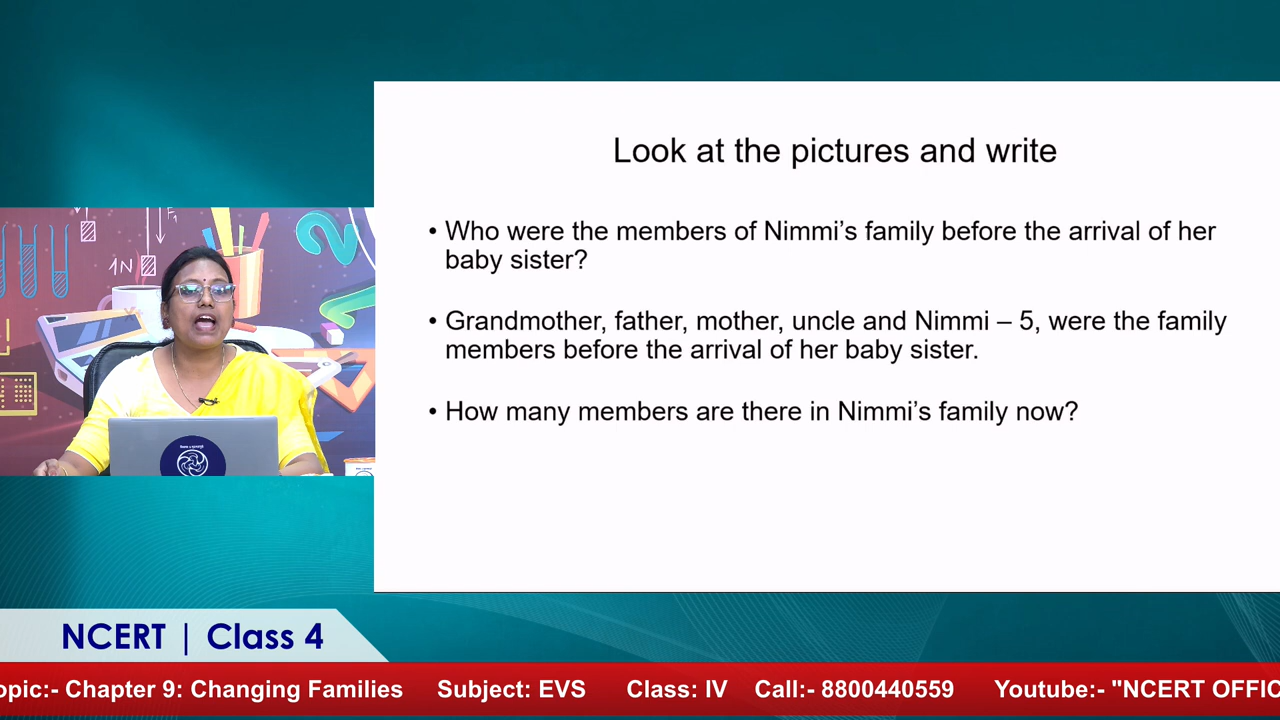 Look at the pictures and write
• Who were the members of Nimmi’s family before the arrival of her
baby sister?
• Grandmother, father, mother, uncle and Nimmi – 5, were the family
members before the arrival of her baby sister.
• How many members are there in Nimmi’s family now?
1N
F₁
NCERT | Class 4
opic:- Chapter 9: Changing Families Subject: EVS Class: IV Call:- 8800440559 Youtube:- "NCERT OFFIC